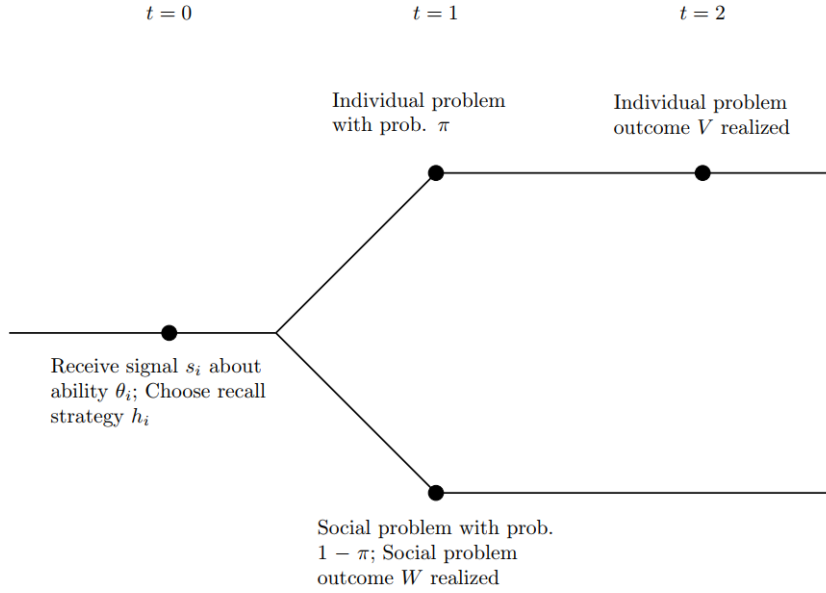 t = 0
t = 1
t = 2
Individual problem
with prob. π
Individual problem
outcome V realized
Receive signal s_i about
ability θ_i; Choose recall
strategy h_i
Social problem with prob.
1 − π; Social problem
outcome W realized